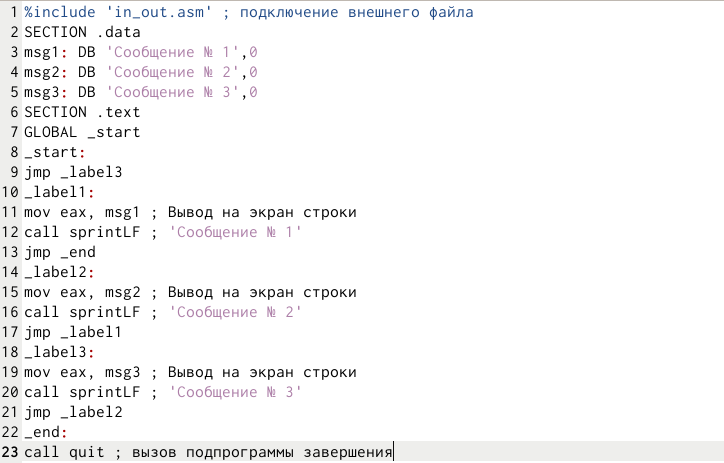 1 %include 'in_out.asm' ; подключение внешнего файла
2 SECTION .data
3 msg1: DB 'Сообщение № 1',0
4 msg2: DB 'Сообщение № 2',0
5 msg3: DB 'Сообщение № 3',0
6 SECTION .text
7 GLOBAL _start
8 _start:
9 jmp _label3
10 _label1:
11 mov eax, msg1 ; Вывод на экран строки
12 call sprintLF ; 'Сообщение № 1'
13 jmp _end
14 _label2:
15 mov eax, msg2 ; Вывод на экран строки
16 call sprintLF ; 'Сообщение № 2'
17 jmp _label1
18 _label3:
19 mov eax, msg3 ; Вывод на экран строки
20 call sprintLF ; 'Сообщение № 3'
21 jmp _label2
22 _end:
23 call quit ; вызов подпрограммы завершения